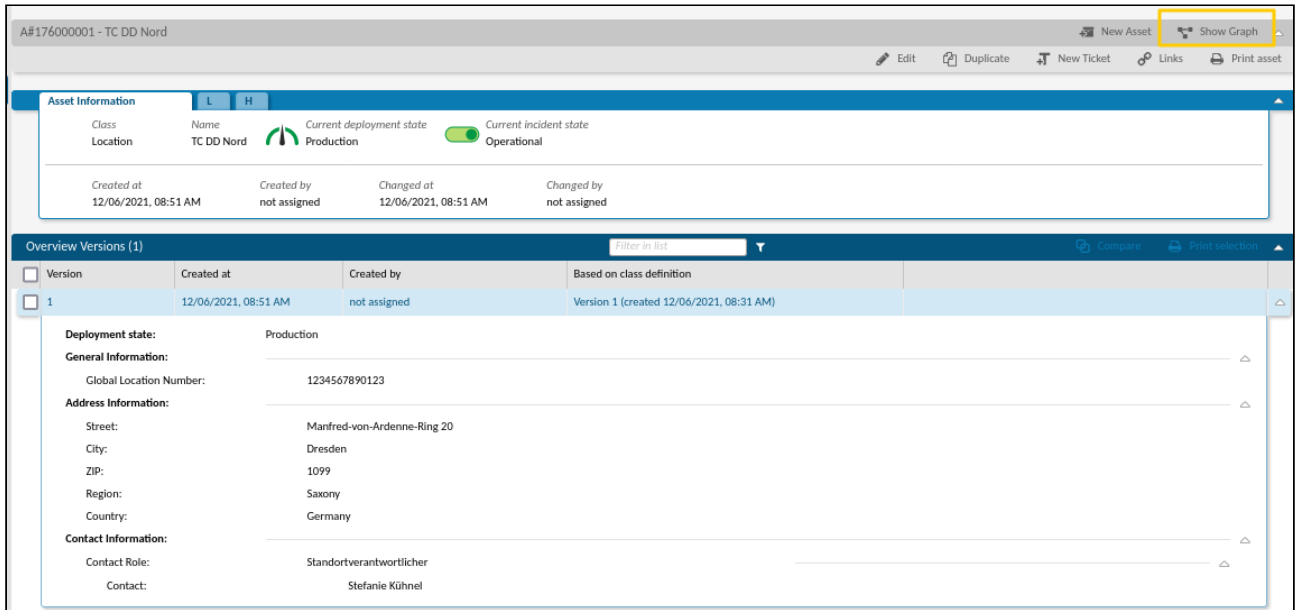 A#176000001 - TC DD Nord New Asset Show Graph
Edit Duplicate New Ticket Links Print asset
Asset Information L H
Class Name Current deployment state Current incident state
Location TC DD Nord Production Operational
Created at Created by Changed at Changed by
12/06/2021, 08:51 AM not assigned 12/06/2021, 08:51 AM not assigned
Overview Versions (1) Filter in list Compare Print selection
Version Created at Created by Based on class definition
1 12/06/2021, 08:51 AM not assigned Version 1 (created 12/06/2021, 08:31 AM)
Deployment state: Production
General Information:
Global Location Number: 1234567890123
Address Information:
Street: Manfred-von-Ardenne-Ring 20
City: Dresden
ZIP: 1099
Region: Saxony
Country: Germany
Contact Information:
Contact Role: Standortverantwortlicher
Contact: Stefanie Kühnel